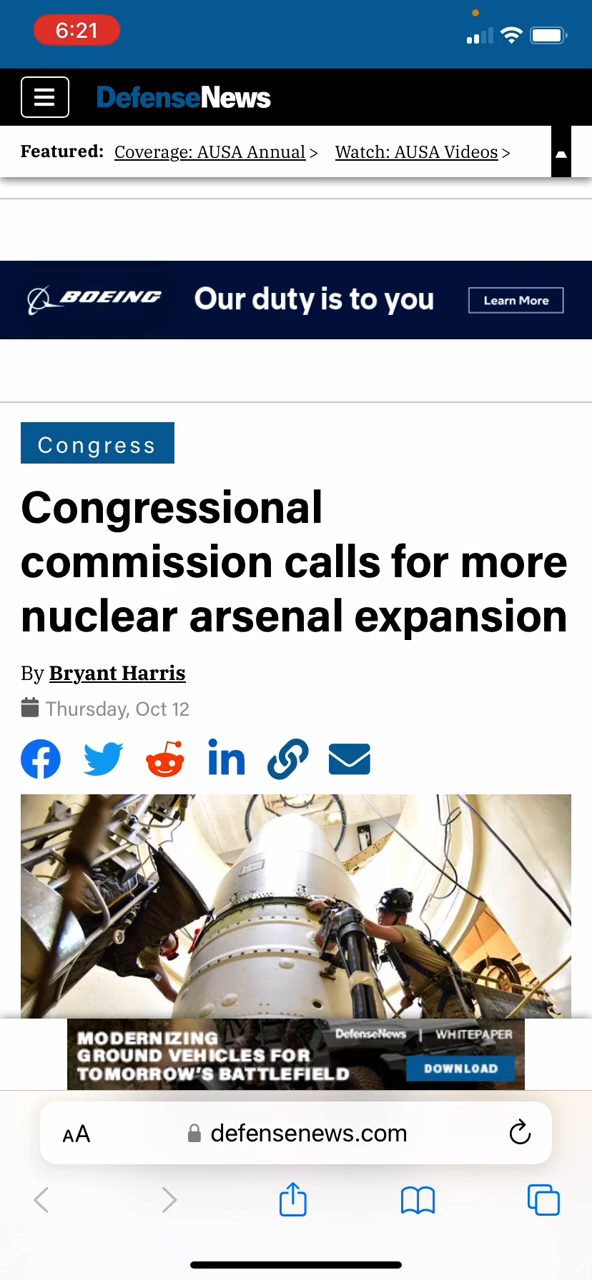 6:21
DefenseNews
Featured: Coverage: AUSA Annual > Watch: AUSA Videos >
BOEING Our duty is to you Learn More
Congress
Congressional
commission calls for more
nuclear arsenal expansion
By Bryant Harris
Thursday, Oct 12
in
MODERNIZING
GROUND VEHICLES FOR
TOMORROW'S BATTLEFIELD
DefenseNews | WHITEPAPER
DOWNLOAD
AA defensenews.com